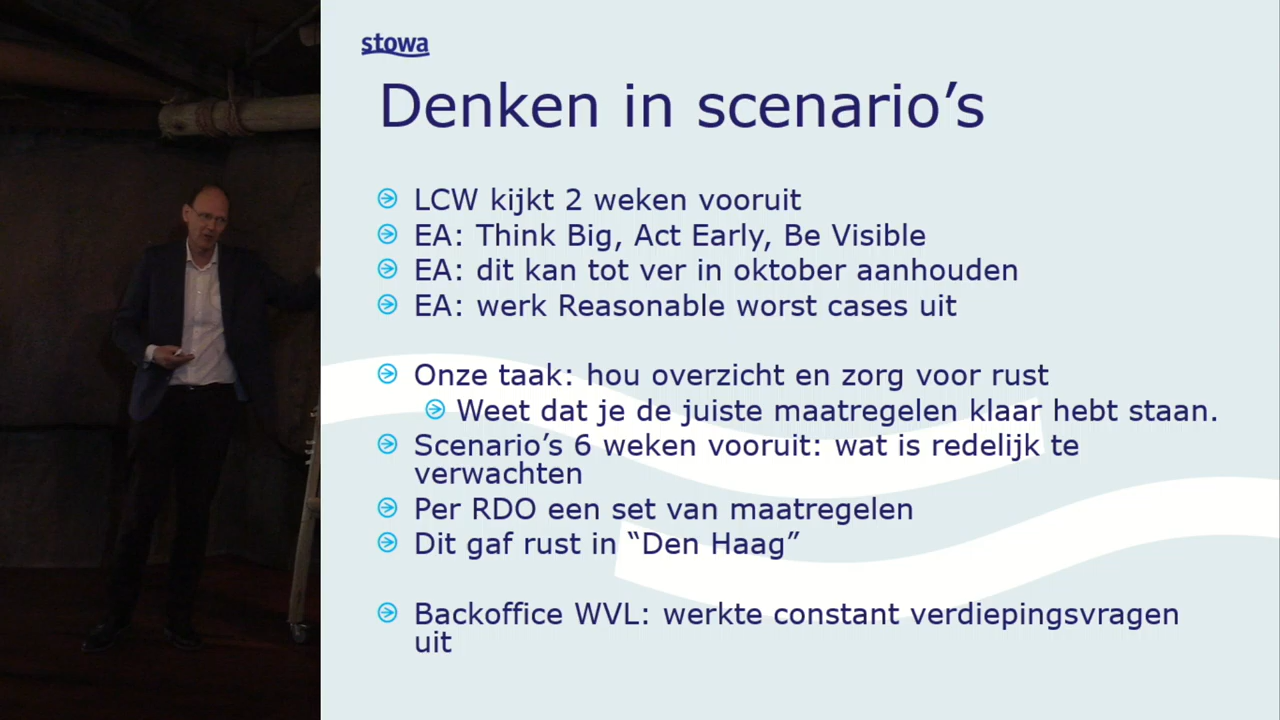 stowa
Denken in scenario’s
LCW kijkt 2 weken vooruit
EA: Think Big, Act Early, Be Visible
EA: dit kan tot ver in oktober aanhouden
EA: werk Reasonable worst cases uit
Onze taak: hou overzicht en zorg voor rust
Weet dat je de juiste maatregelen klaar hebt staan.
Scenario’s 6 weken vooruit: wat is redelijk te
verwachten
Per RDO een set van maatregelen
Dit gaf rust in “Den Haag”
Backoffice WVL: werkte constant verdiepingsvragen
uit